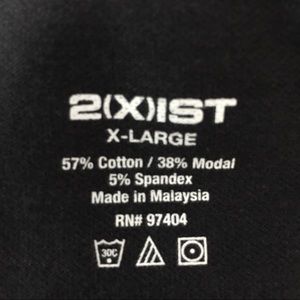 2(X)IST
X-LARGE
57% Cotton / 38% Modal
5% Spandex
Made in Malaysia
RN# 97404
30C